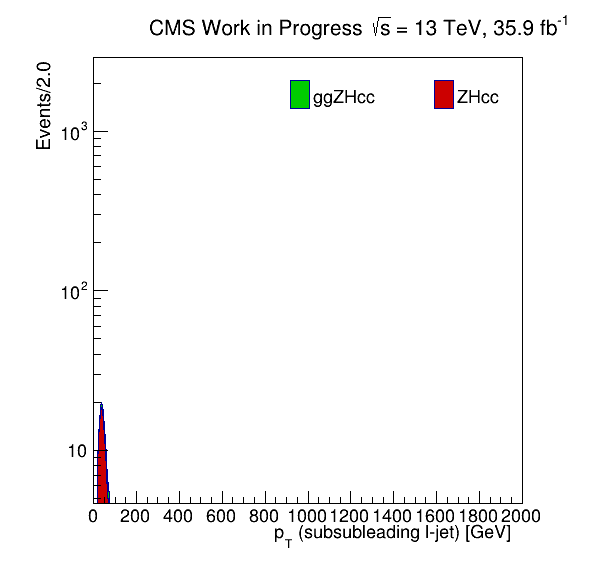 CMS Work in Progress √s = 13 TeV, 35.9 fb⁻¹
Events/2.0
ggZHcc ZHcc
10³
10²
10
0 200 400 600 800 1000 1200 1400 1600 1800 2000
p_T (subsubleading l-jet) [GeV]